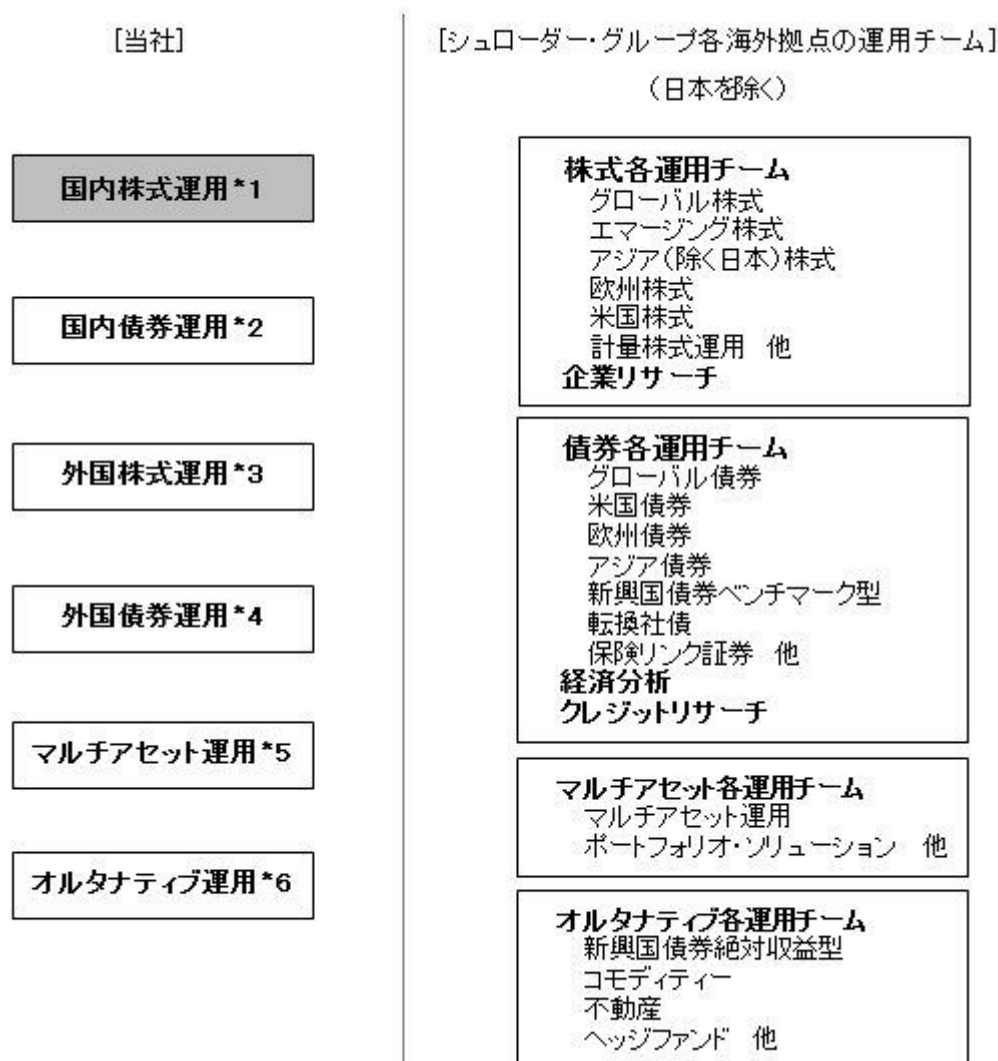 [当社]
国内株式運用*1
国内債券運用*2
外国株式運用*3
外国債券運用*4
マルチアセット運用*5
オルタナティブ運用*6
[シュローダー・グループ各海外拠点の運用チーム]
（日本を除く）
株式各運用チーム
グローバル株式
エマージング株式
アジア（除く日本）株式
欧州株式
米国株式
計量株式運用　他
企業リサーチ
債券各運用チーム
グローバル債券
米国債券
欧州債券
アジア債券
新興国債券ベンチマーク型
転換社債
保険リンク証券　他
経済分析
クレジットリサーチ
マルチアセット各運用チーム
マルチアセット運用
ポートフォリオ・ソリューション　他
オルタナティブ各運用チーム
新興国債券絶対収益型
コモディティー
不動産
ヘッジファンド　他